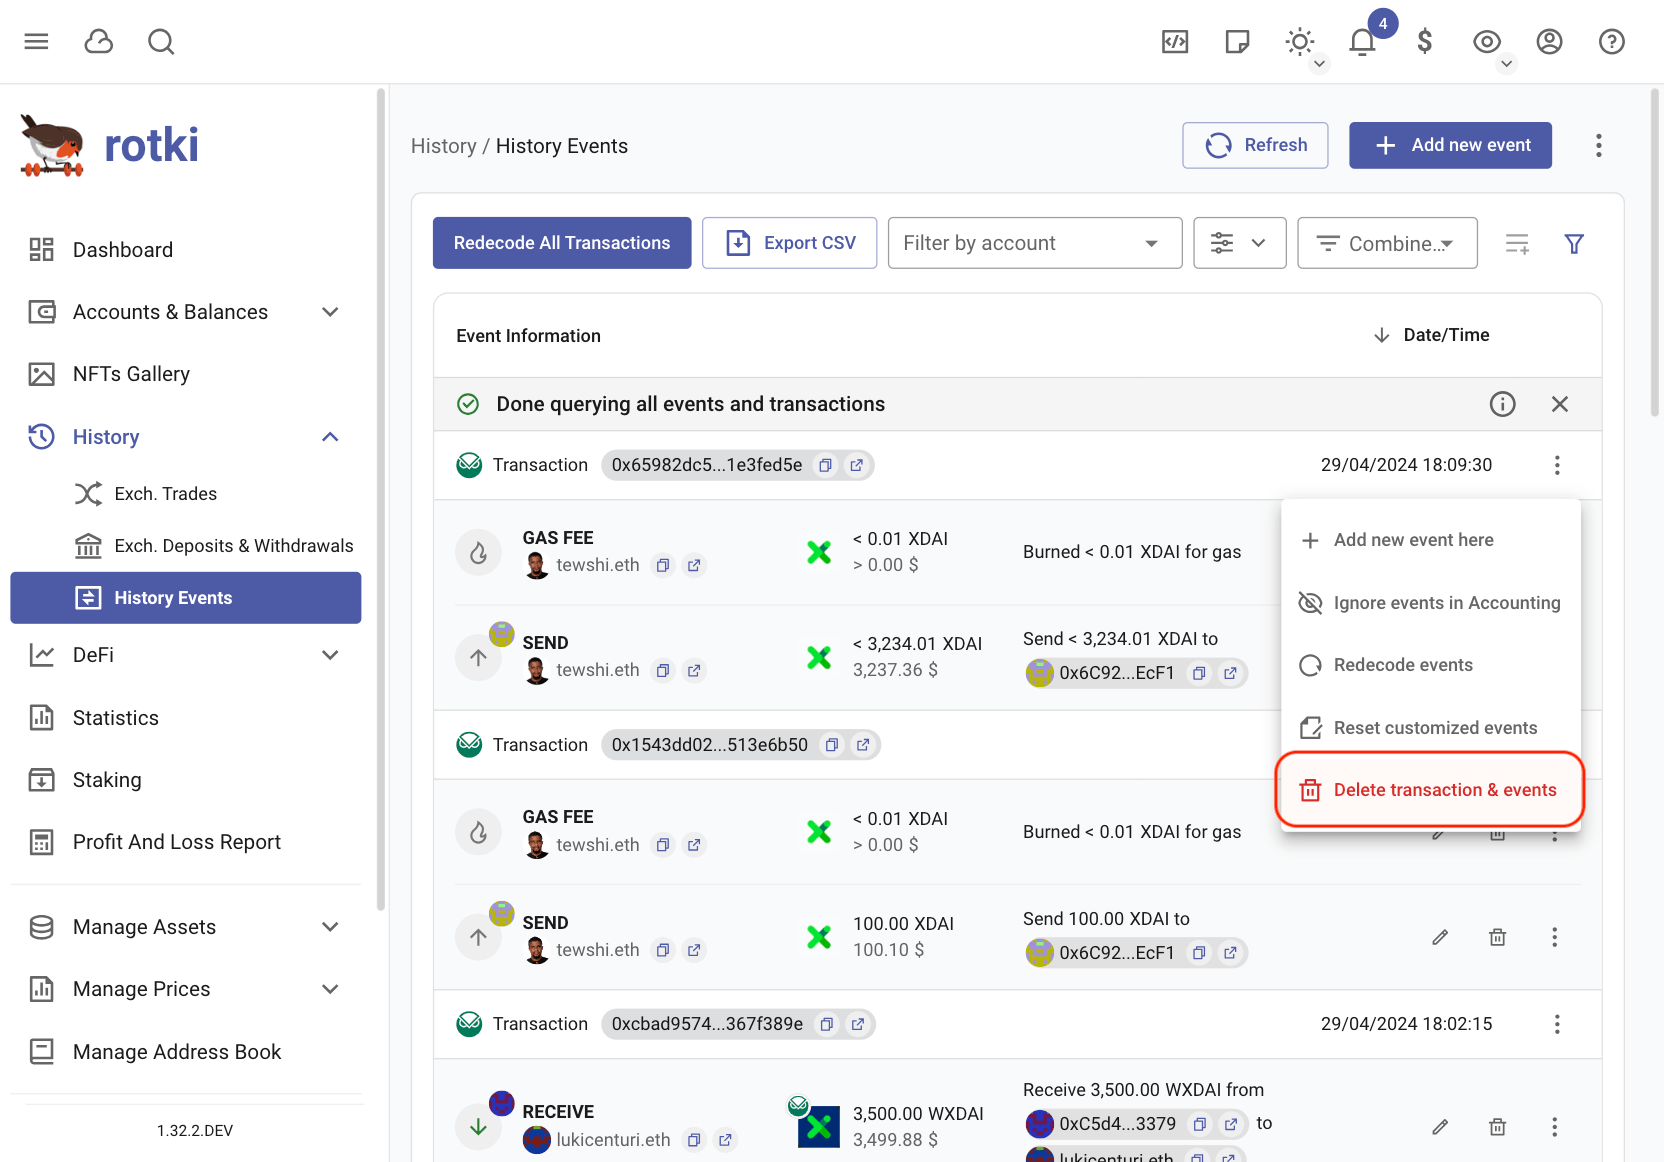 4
rotki
History / History Events
Refresh
Add new event
Dashboard
Accounts & Balances
NFTs Gallery
History
Exch. Trades
Exch. Deposits & Withdrawals
History Events
DeFi
Statistics
Staking
Profit And Loss Report
Manage Assets
Manage Prices
Manage Address Book
1.32.2.DEV
Redecode All Transactions
Export CSV
Filter by account
Combine...
Event Information
Date/Time
Done querying all events and transactions
Transaction 0x65982dc5...1e3fed5e 29/04/2024 18:09:30
GAS FEE
tewshi.eth
< 0.01 XDAI
> 0.00 $
Burned < 0.01 XDAI for gas
SEND
tewshi.eth
< 3,234.01 XDAI
3,237.36 $
Send < 3,234.01 XDAI to
0x6C92...EcF1
Add new event here
Ignore events in Accounting
Redecode events
Reset customized events
Delete transaction & events
Transaction 0x1543dd02...513e6b50
GAS FEE
tewshi.eth
< 0.01 XDAI
> 0.00 $
Burned < 0.01 XDAI for gas
SEND
tewshi.eth
100.00 XDAI
100.10 $
Send 100.00 XDAI to
0x6C92...EcF1
Transaction 0xcbad9574...367f389e 29/04/2024 18:02:15
RECEIVE
lukicenturi.eth
3,500.00 WXDAI
3,499.88 $
Receive 3,500.00 WXDAI from
0xC5d4...3379 to
lukicenturi.eth